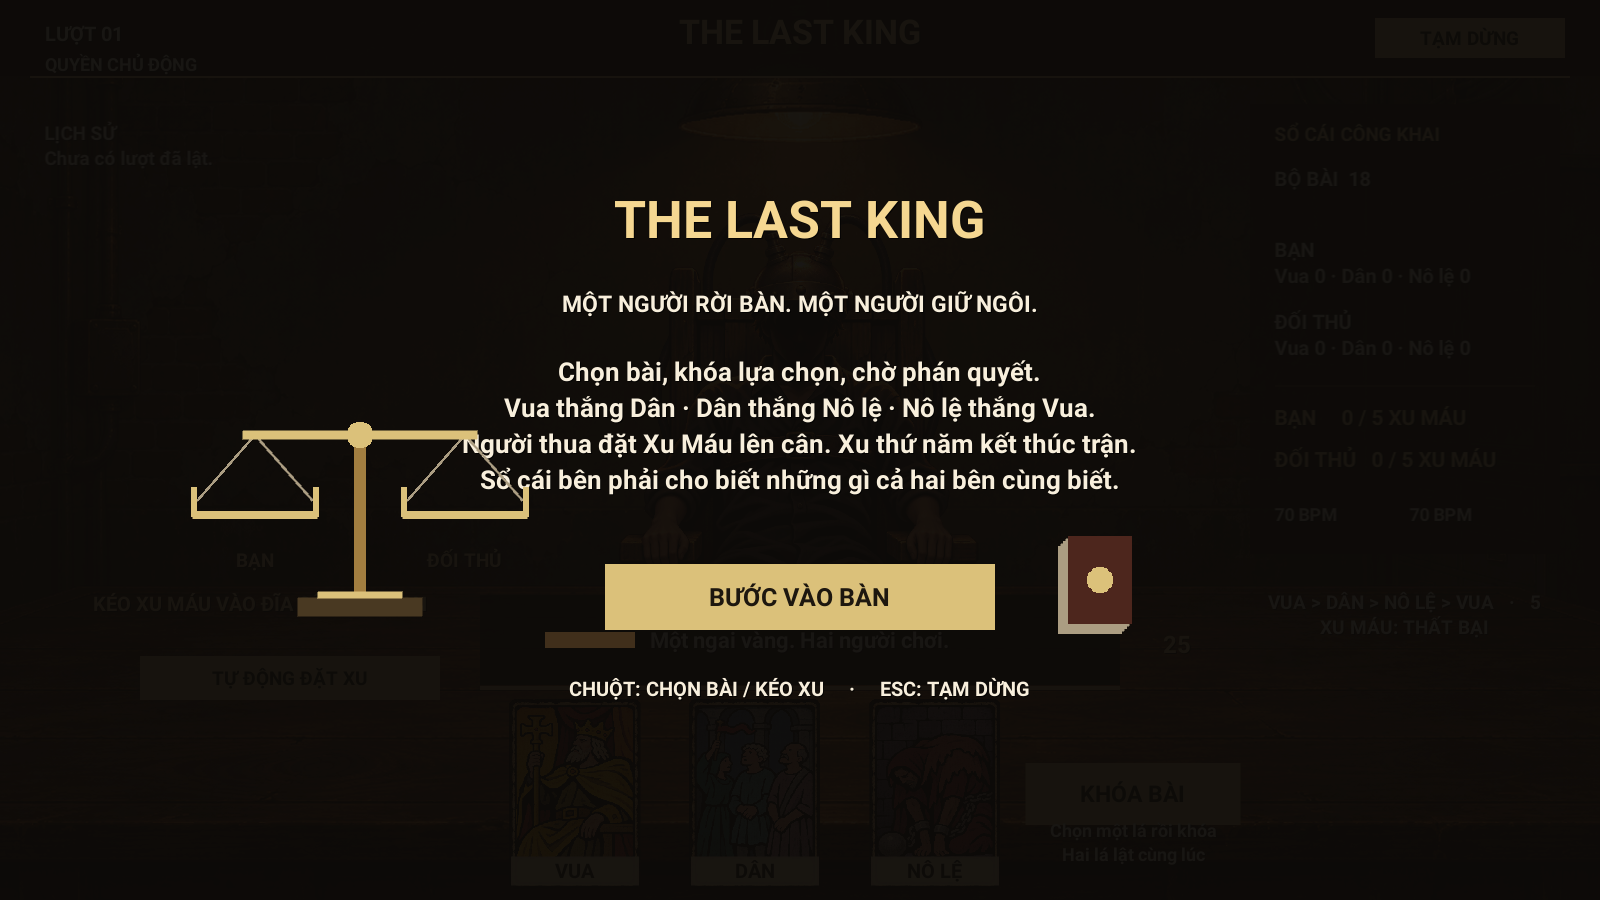 LƯỢT 01
THE LAST KING
TẠM DỪNG
QUYỀN CHỦ ĐỘNG
LỊCH SỬ
Chưa có lượt đã lật.
SỔ CÁI CÔNG KHAI
BỘ BÀI 18
BẠN
Vua 0 · Dân 0 · Nô lệ 0
ĐỐI THỦ
Vua 0 · Dân 0 · Nô lệ 0
BẠN 0 / 5 XU MÁU
ĐỐI THỦ 0 / 5 XU MÁU
70 BPM 70 BPM
THE LAST KING
MỘT NGƯỜI RỜI BÀN. MỘT NGƯỜI GIỮ NGÔI.
Chọn bài, khóa lựa chọn, chờ phán quyết.
Vua thắng Dân · Dân thắng Nô lệ · Nô lệ thắng Vua.
Người thua đặt Xu Máu lên cân. Xu thứ năm kết thúc trận.
Sổ cái bên phải cho biết những gì cả hai bên cùng biết.
BẠN ĐỐI THỦ
KÉO XU MÁU VÀO ĐĨA
TỰ ĐỘNG ĐẶT XU
BƯỚC VÀO BÀN
Một ngai vàng. Hai người chơi.
25
VUA > DÂN > NÔ LỆ > VUA · 5
XU MÁU: THẤT BẠI
CHUỘT: CHỌN BÀI / KÉO XU · ESC: TẠM DỪNG
VUA
DÂN
NÔ LỆ
KHÓA BÀI
Chọn một lá rồi khóa
Hai lá lật cùng lúc